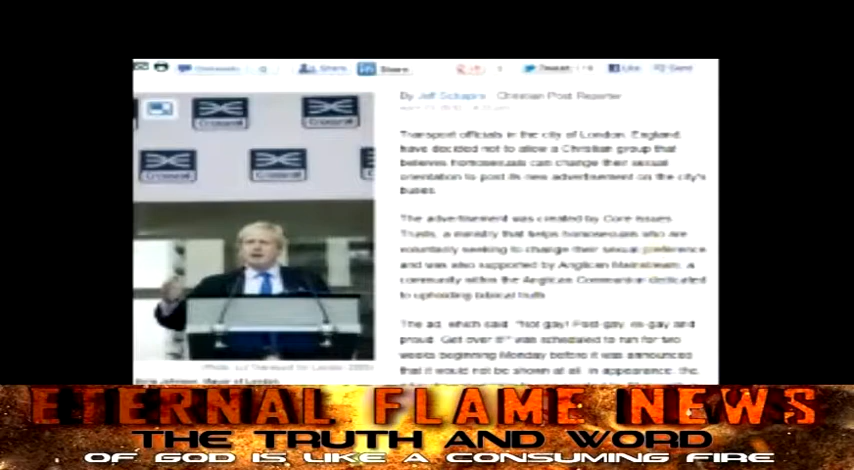 Share
Share
Tweet
Like
Send
Crossrail
Crossrail
Crossrail
Crossrail
By Jeff Schapiro Christian Post Reporter
Transport officials in the city of London, England,
have decided not to allow a Christian group that
believes homosexuals can change their sexual
orientation to post its new advertisement on the city's
buses.
The advertisement was created by Core Issues
Trusts, a ministry that helps homosexuals who are
voluntarily seeking to change their sexual preference
and was also supported by Anglican Mainstream, a
community within the Anglican Communion dedicated
to upholding biblical truth.
The ad, which said: "Not gay! Post-gay, ex-gay and
proud. Get over it!" was scheduled to run for two
weeks beginning Monday before it was announced
that it would not be shown at all. In appearance, the
Boris Johnson, Mayor of London
ETERNAL FLAME NEWS
THE TRUTH AND WORD
OF GOD IS LIKE A CONSUMING FIRE